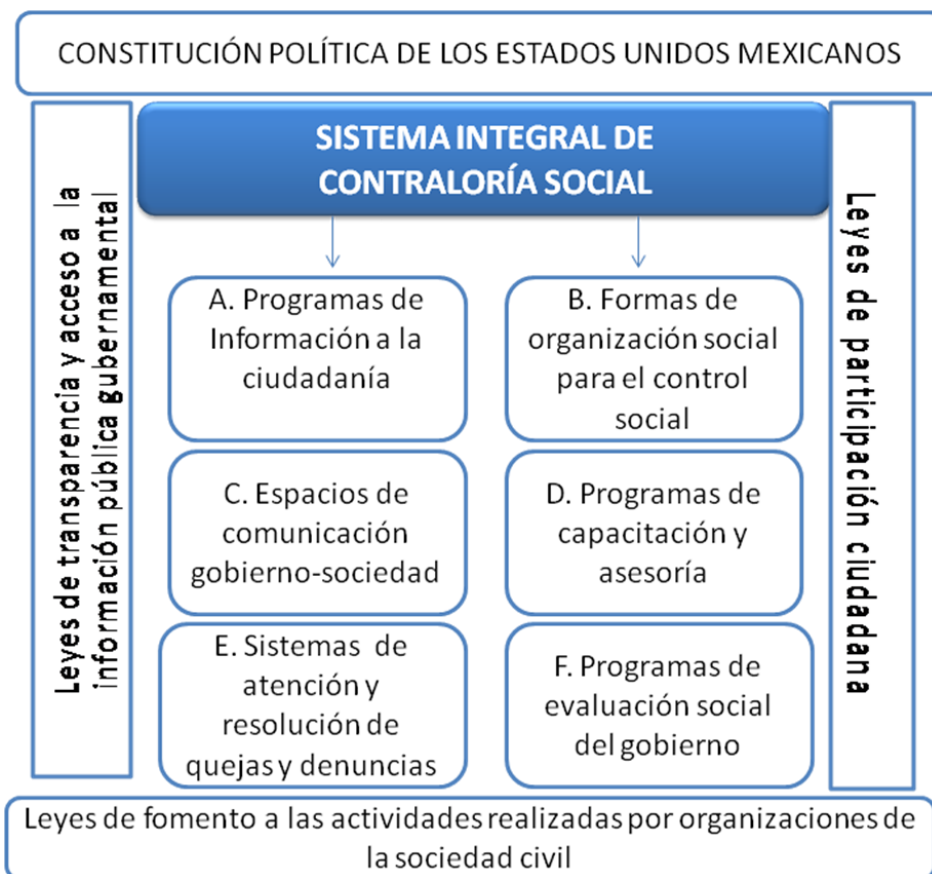 CONSTITUCIÓN POLÍTICA DE LOS ESTADOS UNIDOS MEXICANOS
Leyes de transparencia y acceso a la
información pública gubernamental
SISTEMA INTEGRAL DE
CONTRALORÍA SOCIAL
A. Programas de
Información a la
ciudadanía
B. Formas de
organización social
para el control
social
C. Espacios de
comunicación
gobierno-sociedad
D. Programas de
capacitación y
asesoría
E. Sistemas de
atención y
resolución de
quejas y denuncias
F. Programas de
evaluación social
del gobierno
Leyes de participación ciudadana
Leyes de fomento a las actividades realizadas por organizaciones de
la sociedad civil